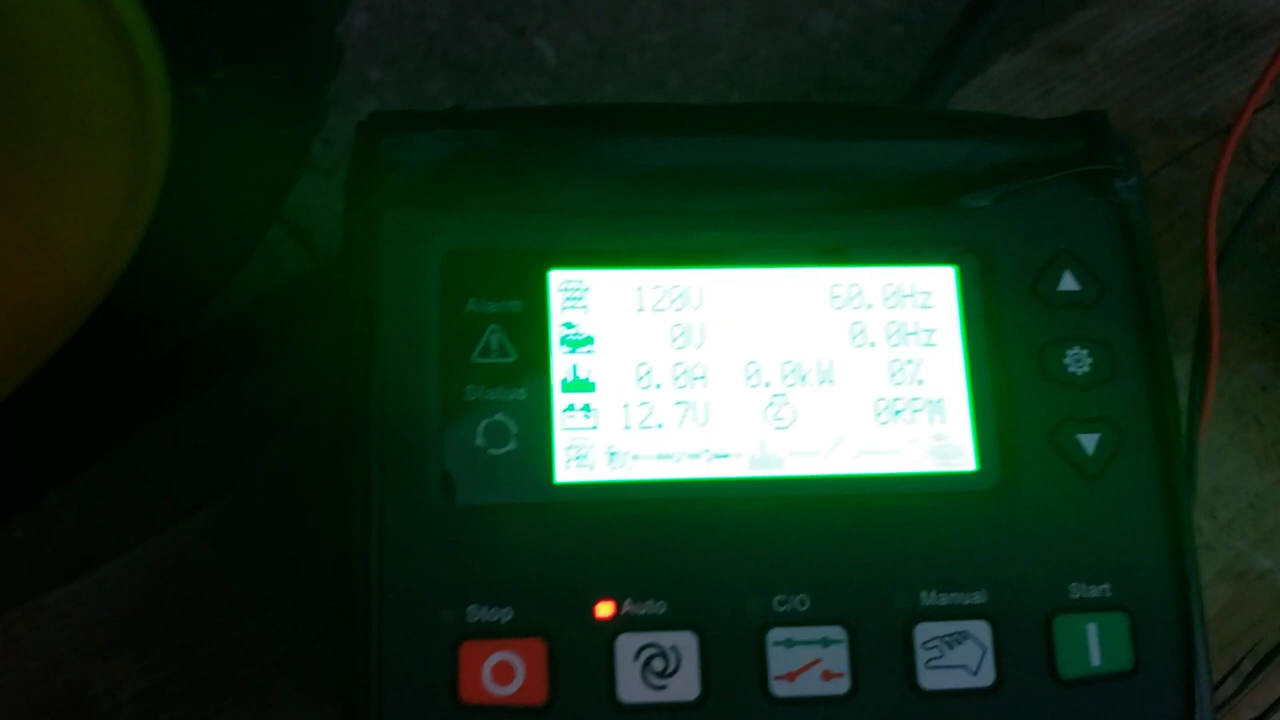 Alarm
Status
120V 60.0Hz
0V 0.0Hz
0.0A 0.0kW 0%
12.7V 0RPM
Stop
Auto
C/O
Manual
Start